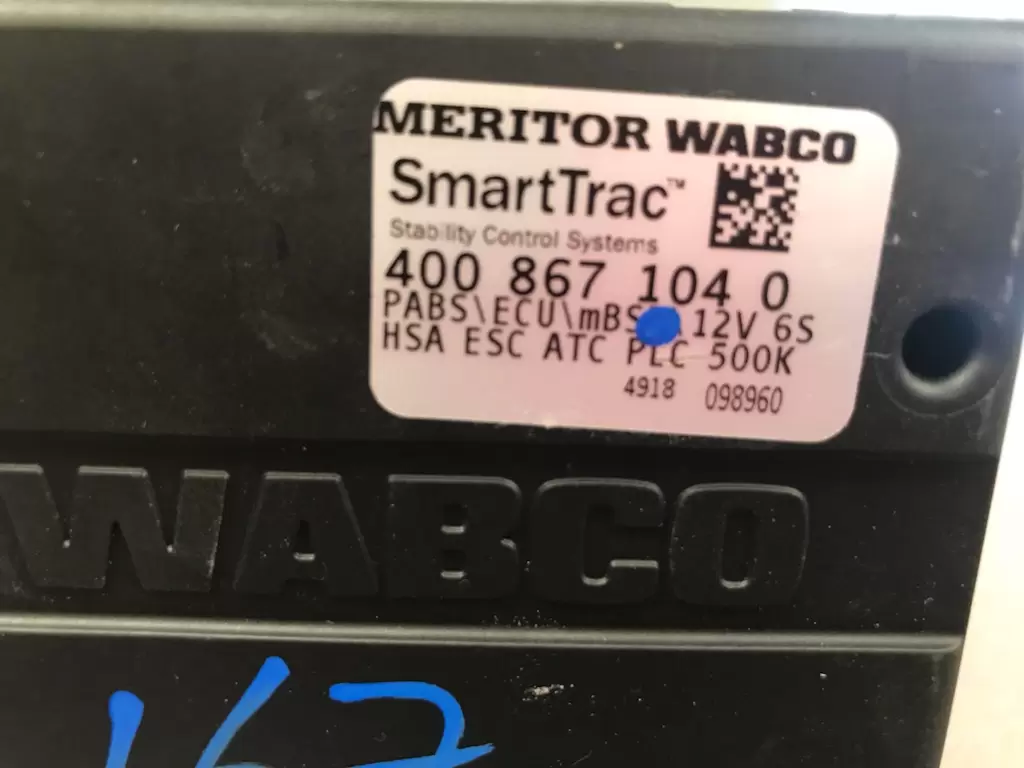 MERITOR WABCO
SmartTrac™
Stability Control Systems
400 867 104 0
PABS\ECU\mBS 12V 6S
HSA ESC ATC PLC 500K
4918 098960
WABCO